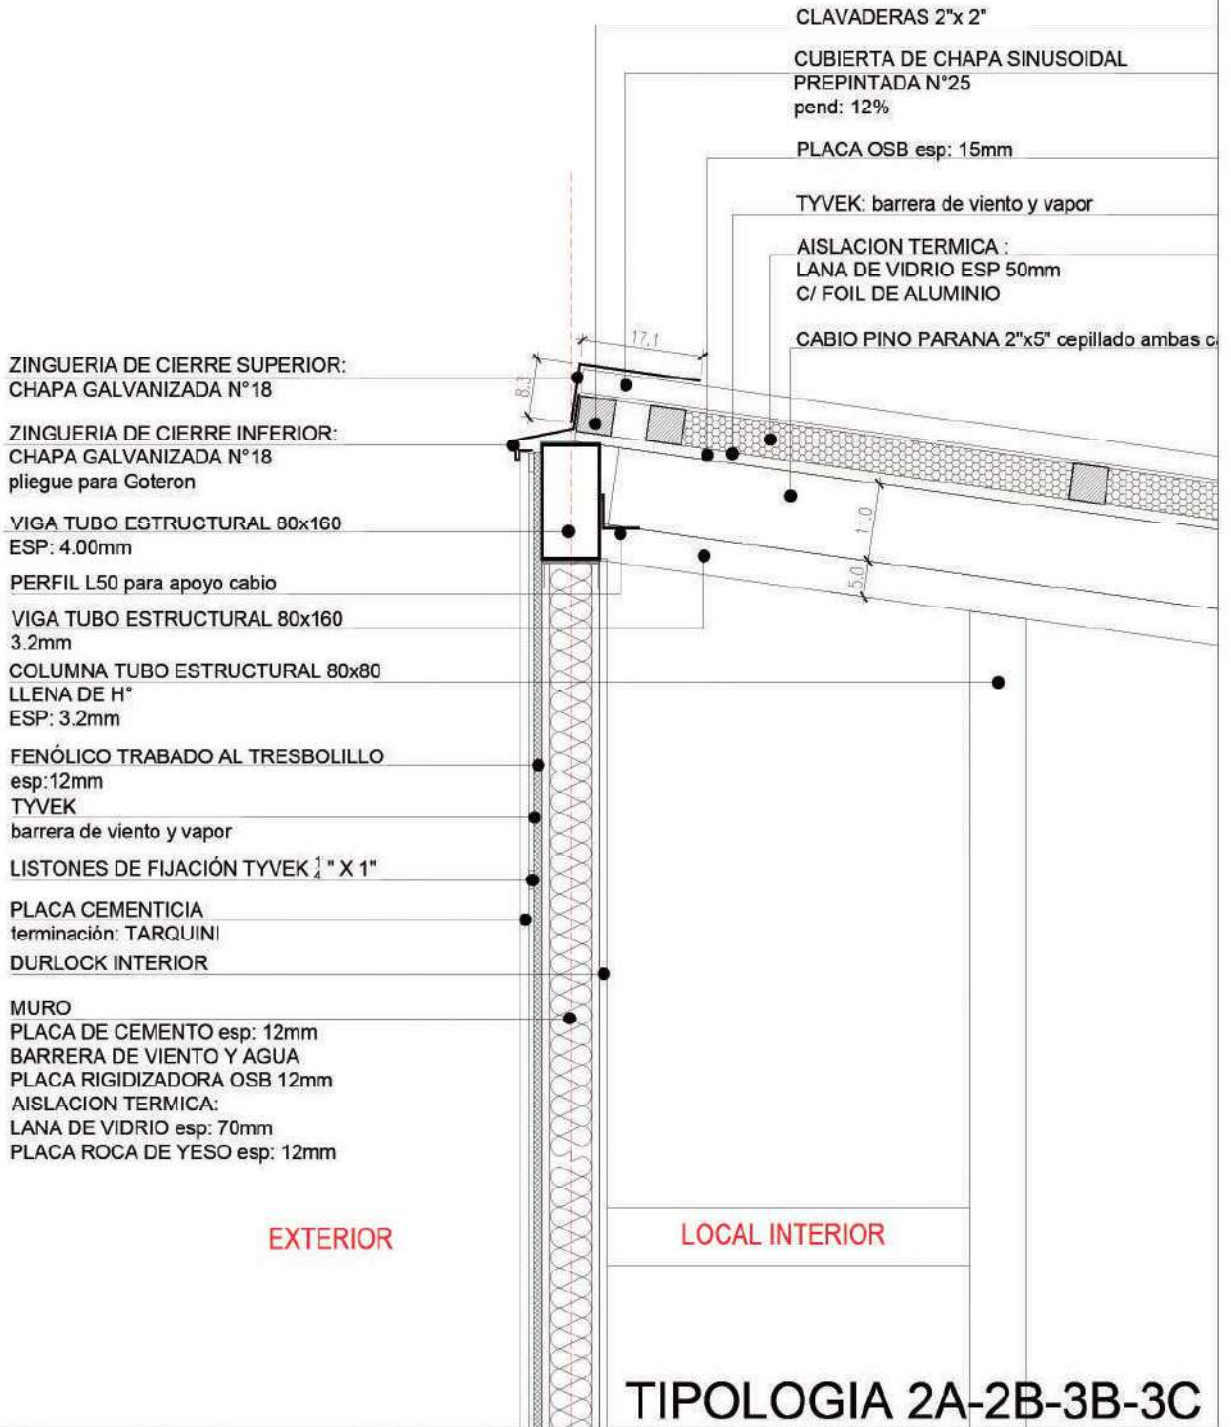 CLAVADERAS 2"x 2"
CUBIERTA DE CHAPA SINUSOIDAL
PREPINTADA N°25
pend: 12%
PLACA OSB esp: 15mm
TYVEK: barrera de viento y vapor
AISLACION TERMICA :
LANA DE VIDRIO ESP 50mm
C/ FOIL DE ALUMINIO
CABIO PINO PARANA 2"x5" cepillado ambas
17.1
8.3
5.0
ZINGUERIA DE CIERRE SUPERIOR:
CHAPA GALVANIZADA N°18
ZINGUERIA DE CIERRE INFERIOR:
CHAPA GALVANIZADA N°18
pliegue para Goteron
VIGA TUBO ESTRUCTURAL 80x160
ESP: 4.00mm
PERFIL L50 para apoyo cabio
VIGA TUBO ESTRUCTURAL 80x160
3.2mm
COLUMNA TUBO ESTRUCTURAL 80x80
LLENA DE H°
ESP: 3.2mm
FENÓLICO TRABADO AL TRESBOLILLO
esp:12mm
TYVEK
barrera de viento y vapor
LISTONES DE FIJACIÓN TYVEK 1/4 " X 1"
PLACA CEMENTICIA
terminación: TARQUINI
DURLOCK INTERIOR
MURO
PLACA DE CEMENTO esp: 12mm
BARRERA DE VIENTO Y AGUA
PLACA RIGIDIZADORA OSB 12mm
AISLACION TERMICA:
LANA DE VIDRIO esp: 70mm
PLACA ROCA DE YESO esp: 12mm
EXTERIOR
LOCAL INTERIOR
TIPOLOGIA 2A-2B-3B-3C